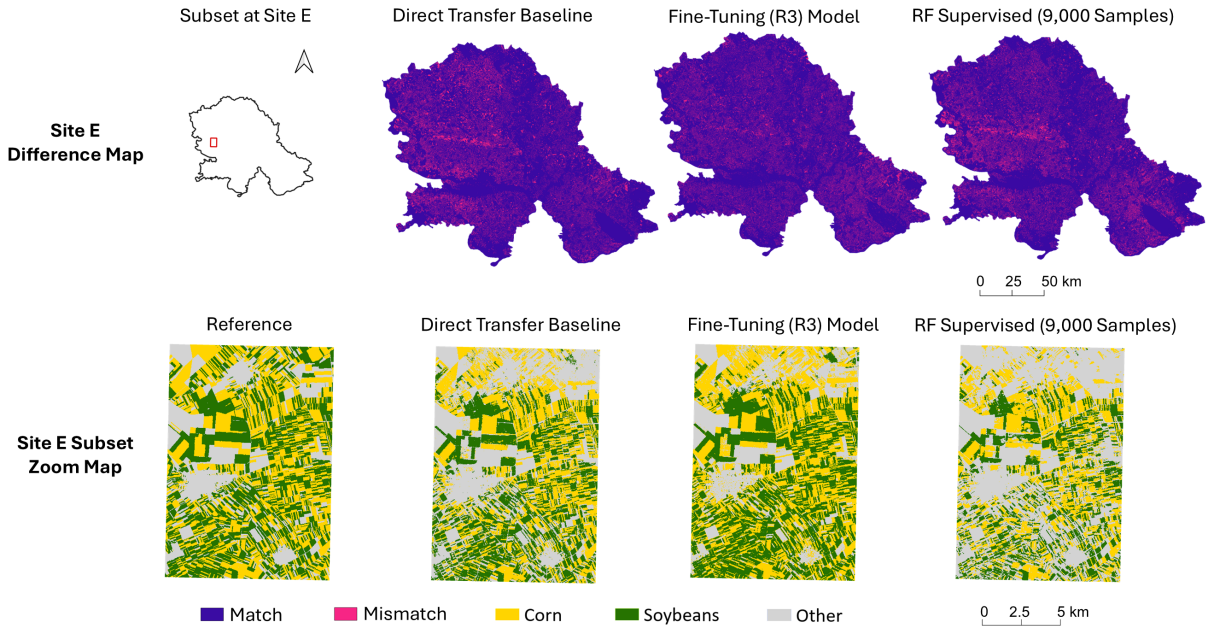 Subset at Site E
Direct Transfer Baseline
Fine-Tuning (R3) Model
RF Supervised (9,000 Samples)
Site E
Difference Map
0 25 50 km
Reference
Direct Transfer Baseline
Fine-Tuning (R3) Model
RF Supervised (9,000 Samples)
Site E Subset
Zoom Map
Match
Mismatch
Corn
Soybeans
Other
0 2.5 5 km